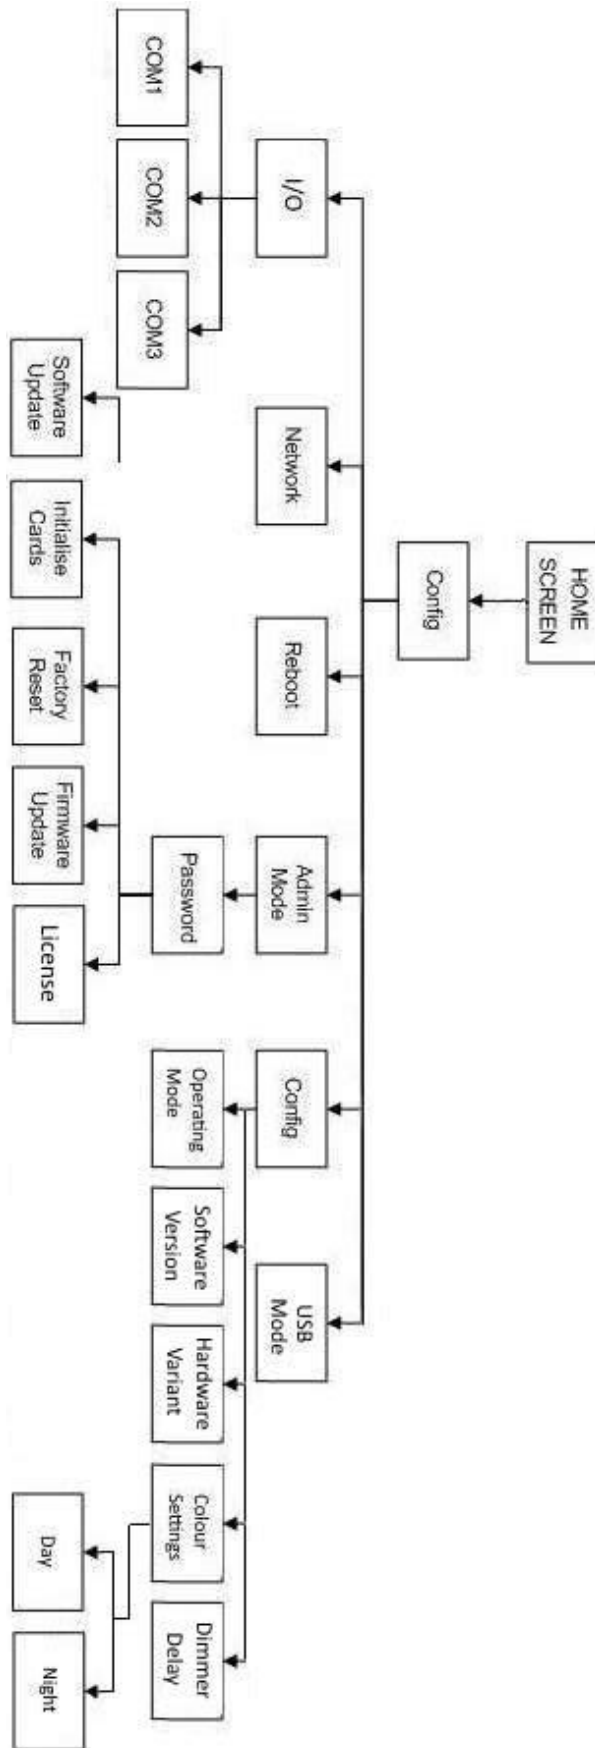 HOME
SCREEN
Config
I/O
Network
Reboot
Admin
Mode
Config
USB
Mode
COM1
COM2
COM3
Password
Operating
Mode
Software
Version
Hardware
Variant
Colour
Settings
Dimmer
Delay
Software
Update
Initialise
Cards
Factory
Reset
Firmware
Update
License
Day
Night